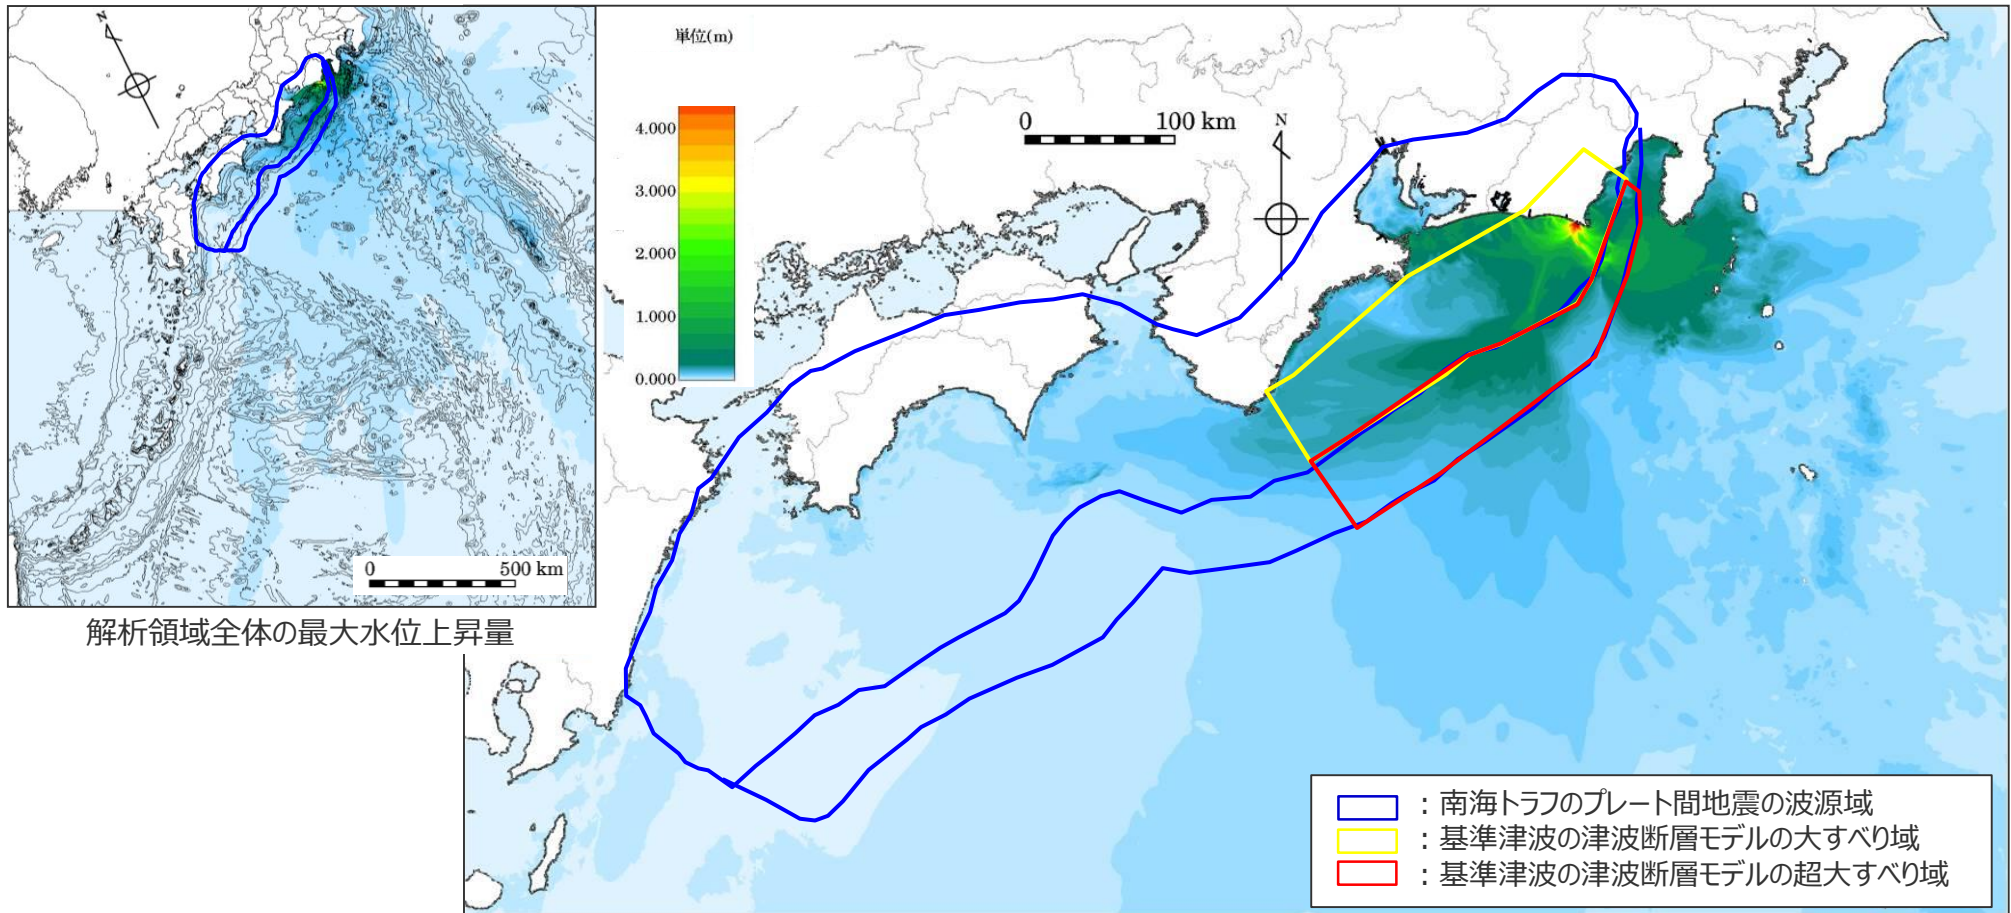 N
0 500 km
解析領域全体の最大水位上昇量
単位(m)
4.000
3.000
2.000
1.000
0.000
0 100 km
N
：南海トラフのプレート間地震の波源域
：基準津波の津波断層モデルの大すべり域
：基準津波の津波断層モデルの超大すべり域